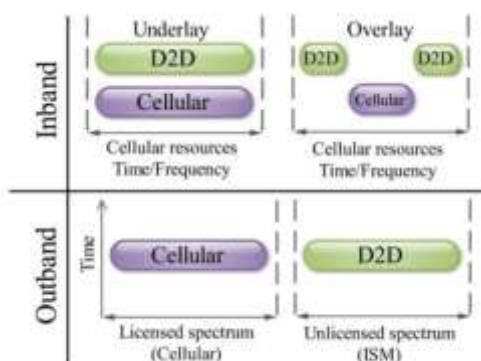 Underlay
Overlay
Inband
D2D
D2D
D2D
Cellular
Cellular
Cellular resources
Time/Frequency
Cellular resources
Time/Frequency
Outband
Time
Cellular
D2D
Licensed spectrum
(Cellular)
Unlicensed spectrum
(ISM)